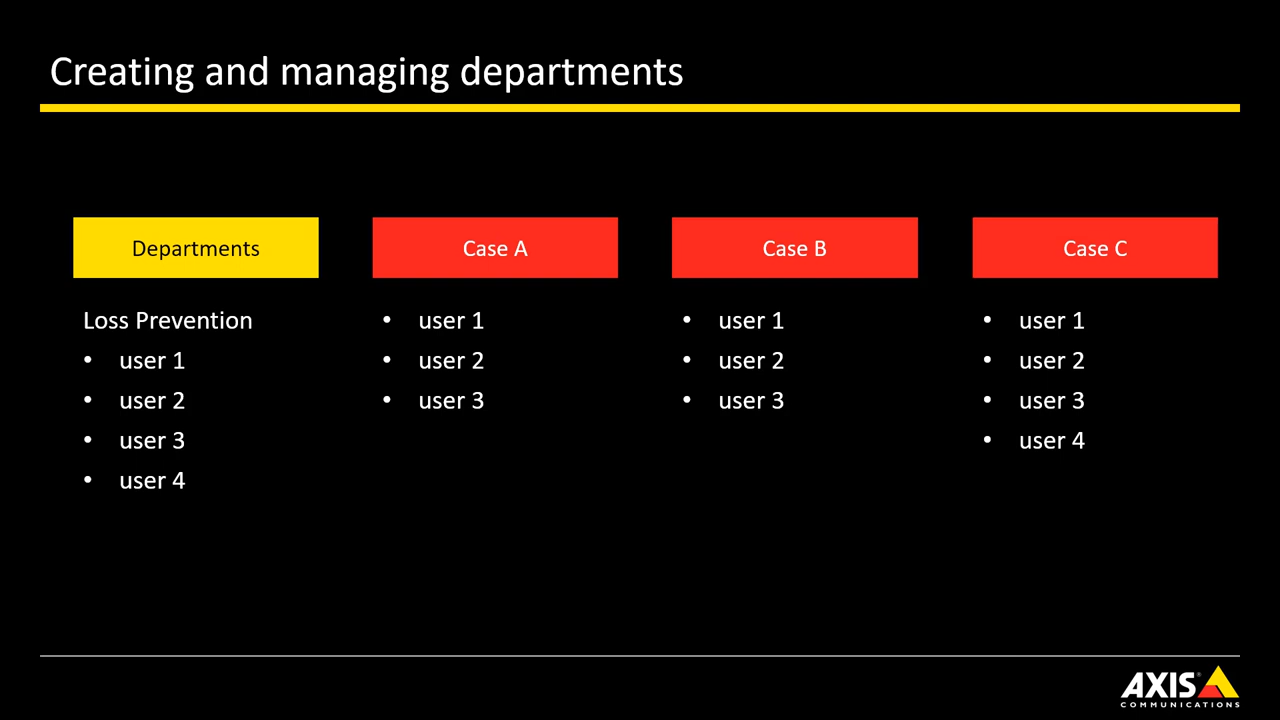 Creating and managing departments
Departments
Loss Prevention
• user 1
• user 2
• user 3
• user 4
Case A
• user 1
• user 2
• user 3
Case B
• user 1
• user 2
• user 3
Case C
• user 1
• user 2
• user 3
• user 4
AXIS
COMMUNICATIONS